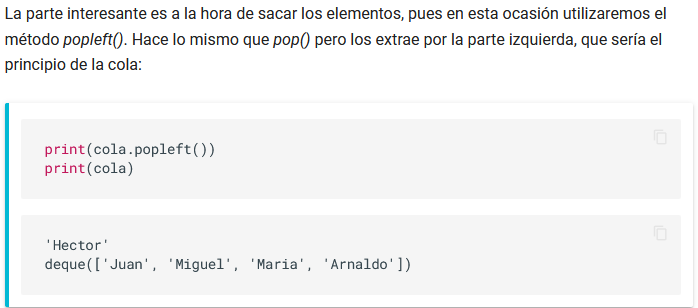 La parte interesante es a la hora de sacar los elementos, pues en esta ocasión utilizaremos el
método popleft(). Hace lo mismo que pop() pero los extrae por la parte izquierda, que sería el
principio de la cola:
print(cola.popleft())
print(cola)
'Hector'
deque(['Juan', 'Miguel', 'María', 'Arnaldo'])